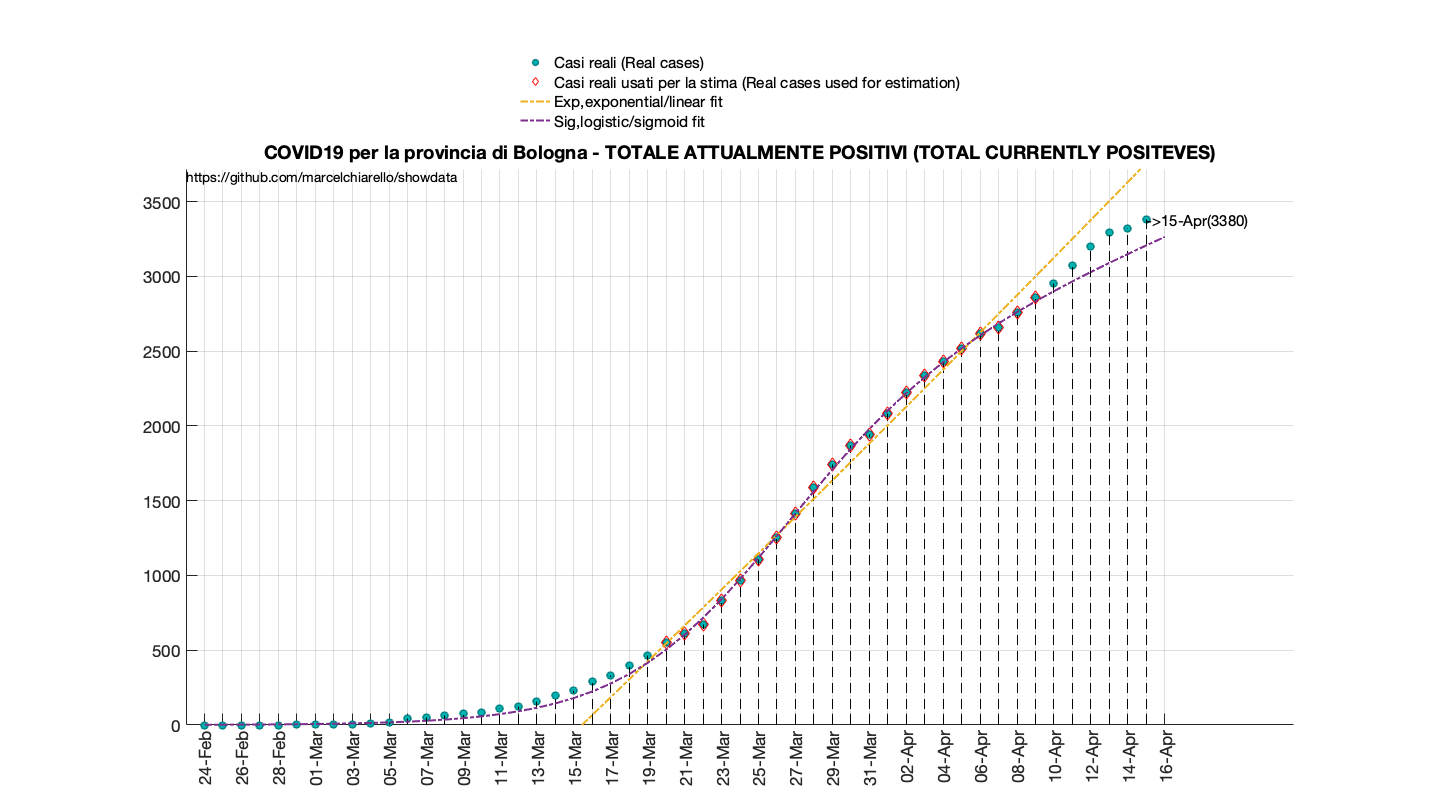 Casi reali (Real cases)
Casi reali usati per la stima (Real cases used for estimation)
Exp,exponential/linear fit
Sig,logistic/sigmoid fit
COVID19 per la provincia di Bologna - TOTALE ATTUALMENTE POSITIVI (TOTAL CURRENTLY POSITEVES)
https://github.com/marcelchiarello/showdata
3500
->15-Apr(3380)
3000
2500
2000
1500
1000
500
0
24-Feb
26-Feb
28-Feb
01-Mar
03-Mar
05-Mar
07-Mar
09-Mar
11-Mar
13-Mar
15-Mar
17-Mar
19-Mar
21-Mar
23-Mar
25-Mar
27-Mar
29-Mar
31-Mar
02-Apr
04-Apr
06-Apr
08-Apr
10-Apr
12-Apr
14-Apr
16-Apr